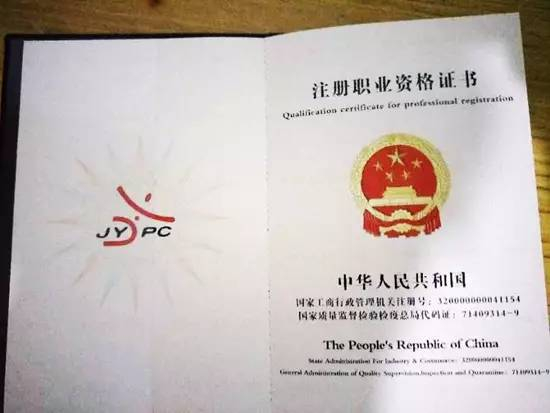 JY PC
注册职业资格证书
Qualification certificate for professional registration
中华人民共和国
国家工商行政管理机关注册号：320000000041154
国家质量监督检验检疫总局代码证：71409314-9
The People's Republic of China
State Administration For Industry & Commerce: 320000000041154
General Administration of Quality Supervision,Inspection and Quarantine: 71409314-9